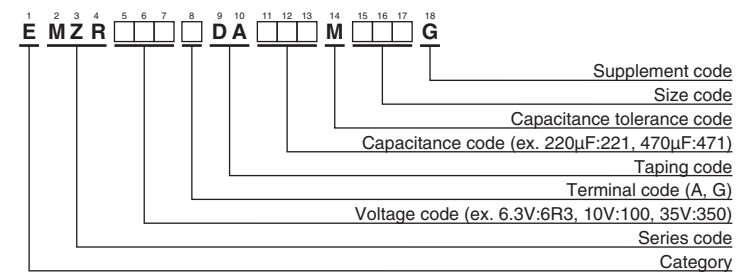 1 2 3 4 5 6 7 8 9 10 11 12 13 14 15 16 17 18
E M Z R □□□ □ D A □□□ M □□□ G
Supplement code
Size code
Capacitance tolerance code
Capacitance code (ex. 220µF:221, 470µF:471)
Taping code
Terminal code (A, G)
Voltage code (ex. 6.3V:6R3, 10V:100, 35V:350)
Series code
Category